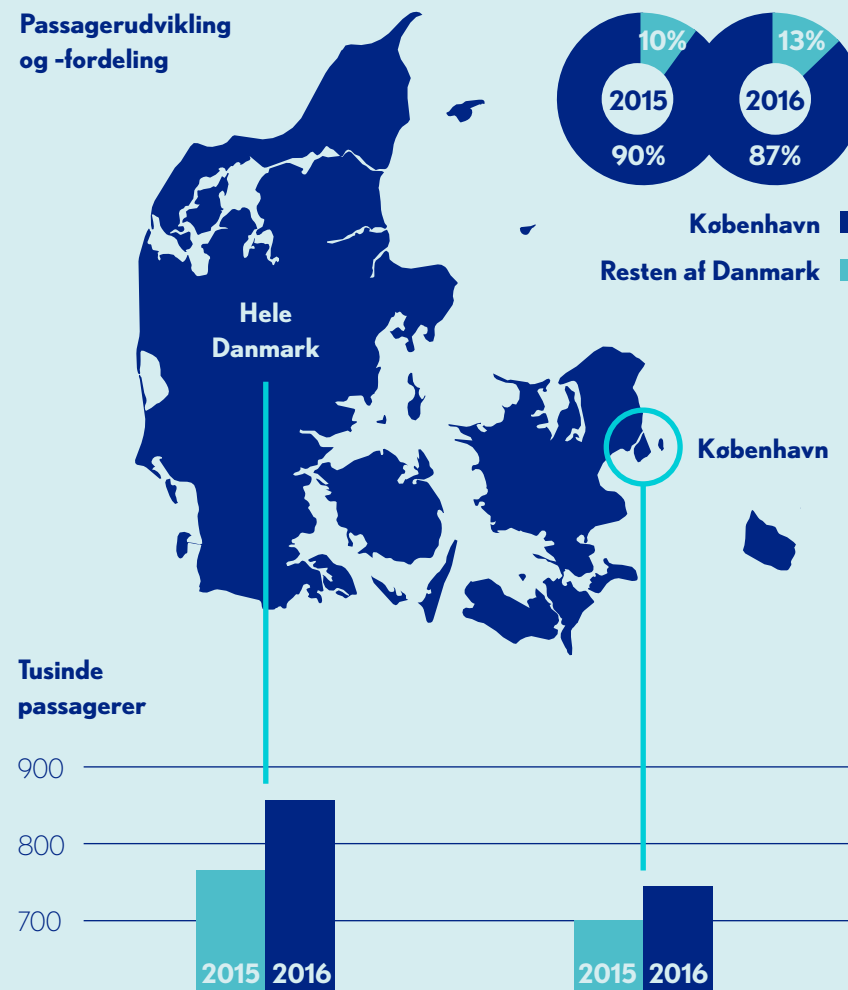 Passagerudvikling
og -fordeling
10%
2015
90%
13%
2016
87%
København
Resten af Danmark
Hele
Danmark
København
Tusinde
passagerer
900
800
700
2015 2016
2015 2016